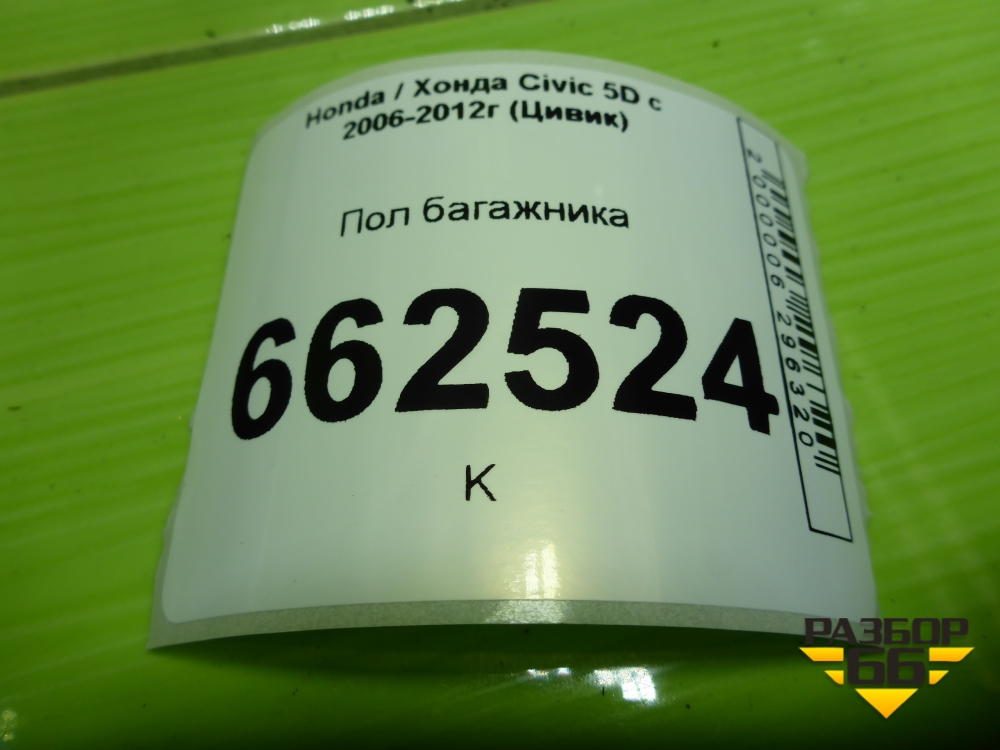 Honda / Хонда Civic 5D с
2006-2012г (Цивик)
Пол багажника
662524
К
2000006296320
РАЗБОР
66